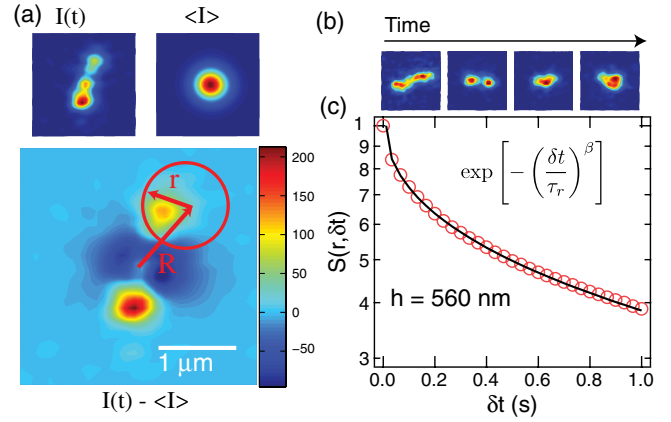 (a) I(t) <I>
r
R
200
150
100
50
0
-50
1 μm
I(t) - <I>
(b) Time
(c)
exp[-(δt/τr)^β]
S(r,δt)
1
9
8
7
6
5
4
3
h = 560 nm
0.0 0.2 0.4 0.6 0.8 1.0
δt (s)